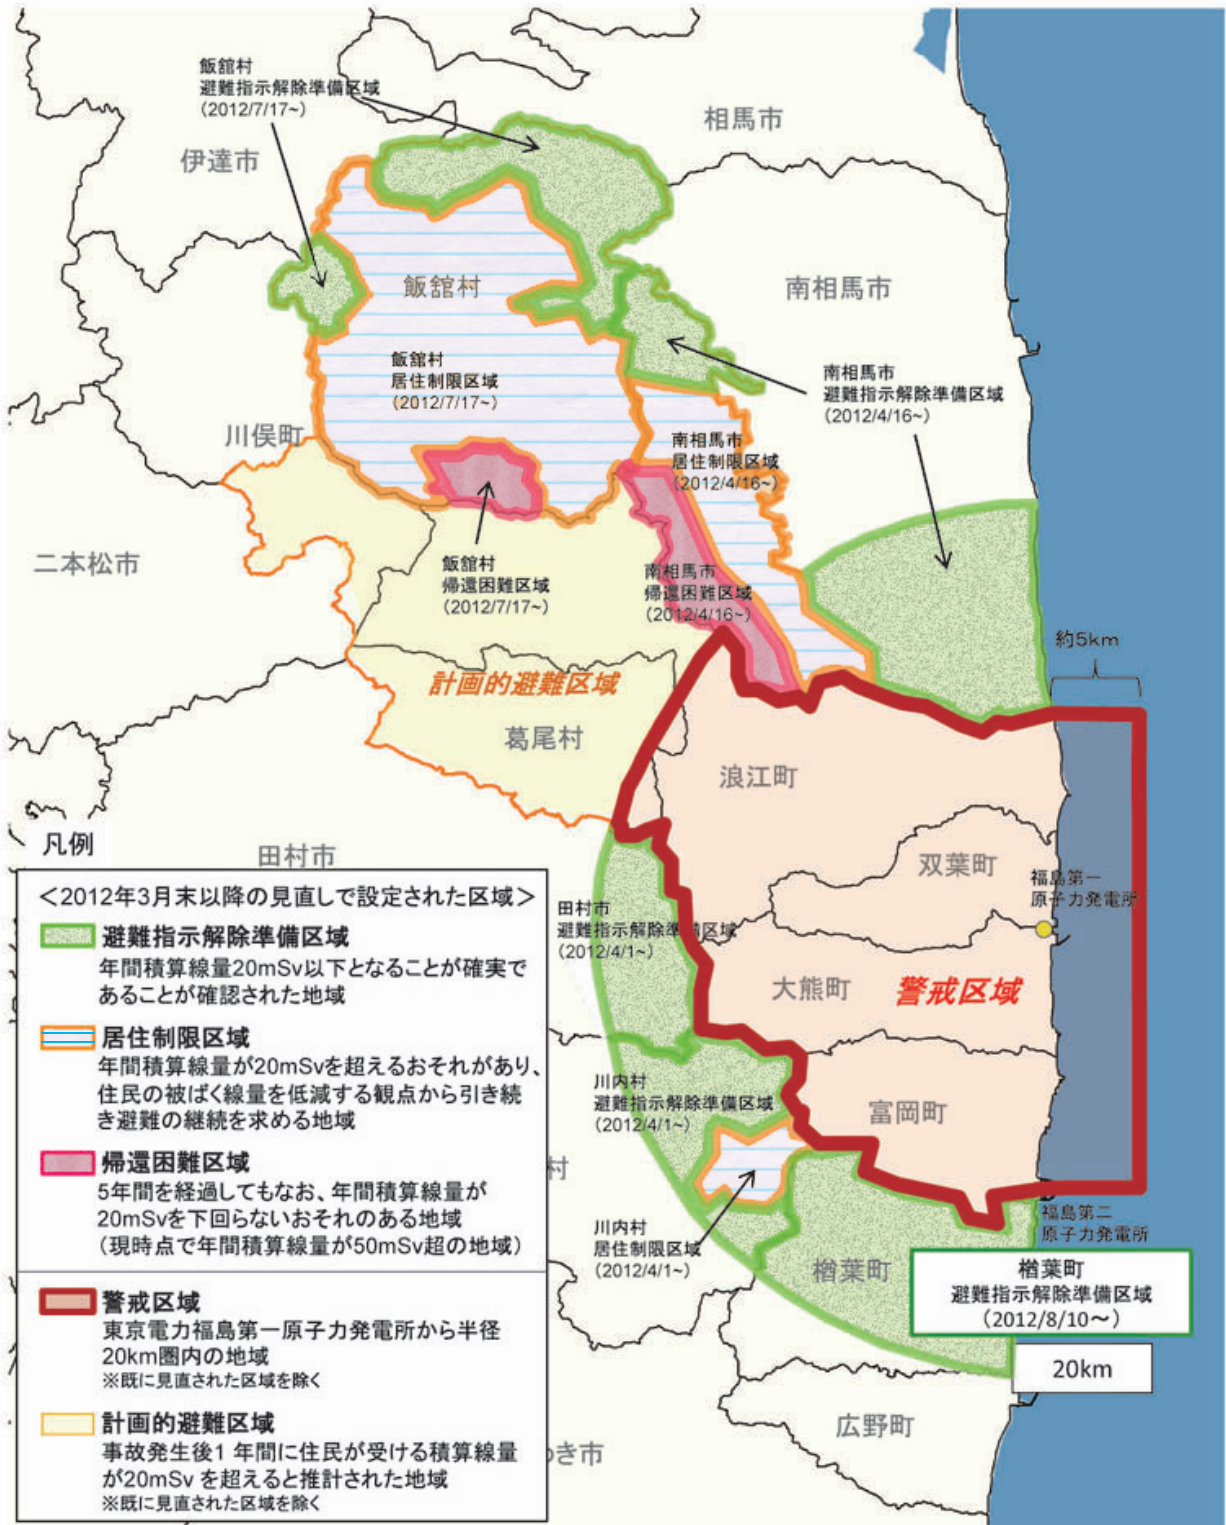 飯舘村
避難指示解除準備区域
（2012/7/17~）
相馬市
伊達市
飯舘村
南相馬市
飯舘村
居住制限区域
（2012/7/17~）
南相馬市
避難指示解除準備区域
（2012/4/16~）
川俣町
南相馬市
居住制限区域
（2012/4/16~）
二本松市
飯舘村
帰還困難区域
（2012/7/17~）
南相馬市
帰還困難区域
（2012/4/16~）
約5km
計画的避難区域
葛尾村
浪江町
田村市
双葉町
福島第一
原子力発電所
田村市
避難指示解除準備区域
（2012/4/1~）
大熊町
警戒区域
川内村
避難指示解除準備区域
（2012/4/1~）
富岡町
村
川内村
居住制限区域
（2012/4/1~）
福島第二
原子力発電所
楢葉町
楢葉町
避難指示解除準備区域
（2012/8/10～）
20km
広野町
き市
凡例
＜2012年3月末以降の見直しで設定された区域＞
避難指示解除準備区域
年間積算線量20mSv以下となることが確実で
あることが確認された地域
居住制限区域
年間積算線量が20mSvを超えるおそれがあり、
住民の被ばく線量を低減する観点から引き続
き避難の継続を求める地域
帰還困難区域
5年間を経過してもなお、年間積算線量が
20mSvを下回らないおそれのある地域
（現時点で年間積算線量が50mSv超の地域）
警戒区域
東京電力福島第一原子力発電所から半径
20km圏内の地域
※既に見直された区域を除く
計画的避難区域
事故発生後1 年間に住民が受ける積算線量
が20mSv を超えると推計された地域
※既に見直された区域を除く